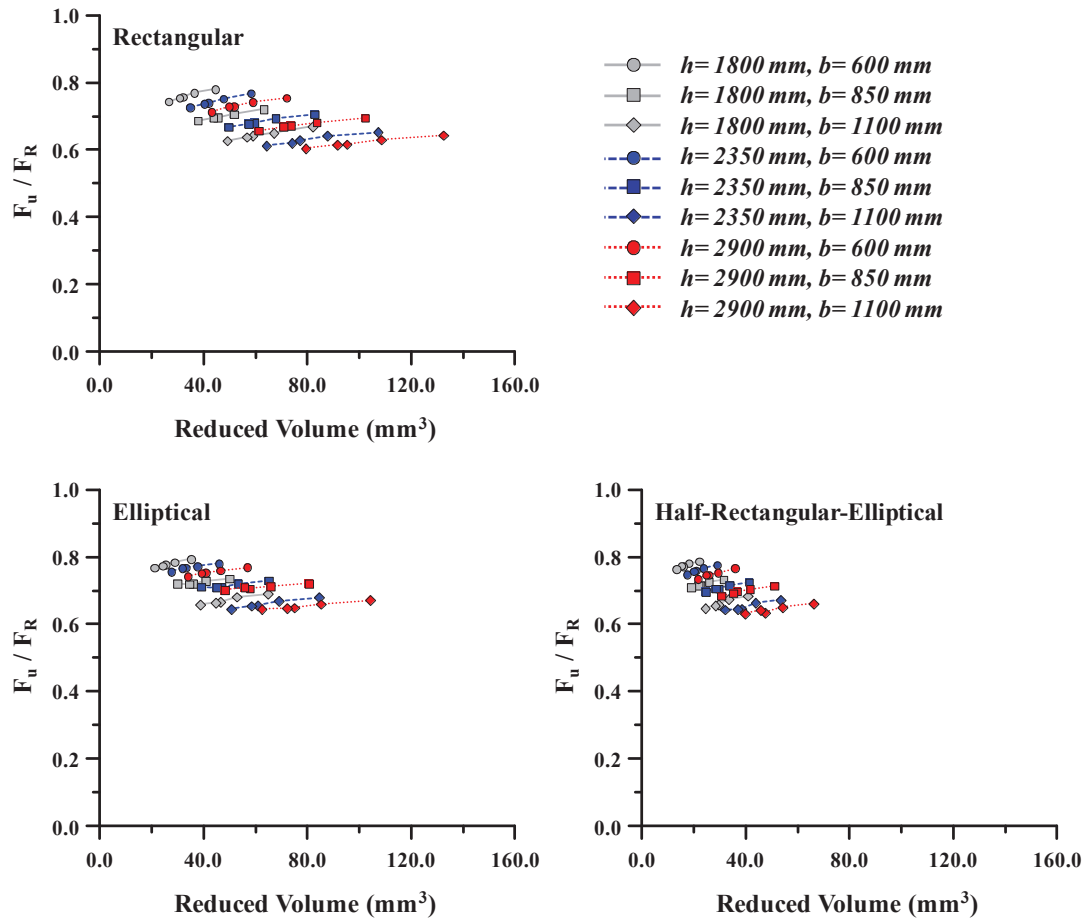 1.0
Rectangular
0.8
0.6
0.4
0.2
0.0
F_u / F_R
0.0 40.0 80.0 120.0 160.0
Reduced Volume (mm³)
h= 1800 mm, b= 600 mm
h= 1800 mm, b= 850 mm
h= 1800 mm, b= 1100 mm
h= 2350 mm, b= 600 mm
h= 2350 mm, b= 850 mm
h= 2350 mm, b= 1100 mm
h= 2900 mm, b= 600 mm
h= 2900 mm, b= 850 mm
h= 2900 mm, b= 1100 mm
1.0
Elliptical
0.8
0.6
0.4
0.2
0.0
F_u / F_R
0.0 40.0 80.0 120.0 160.0
Reduced Volume (mm³)
1.0
Half-Rectangular-Elliptical
0.8
0.6
0.4
0.2
0.0
F_u / F_R
0.0 40.0 80.0 120.0 160.0
Reduced Volume (mm³)